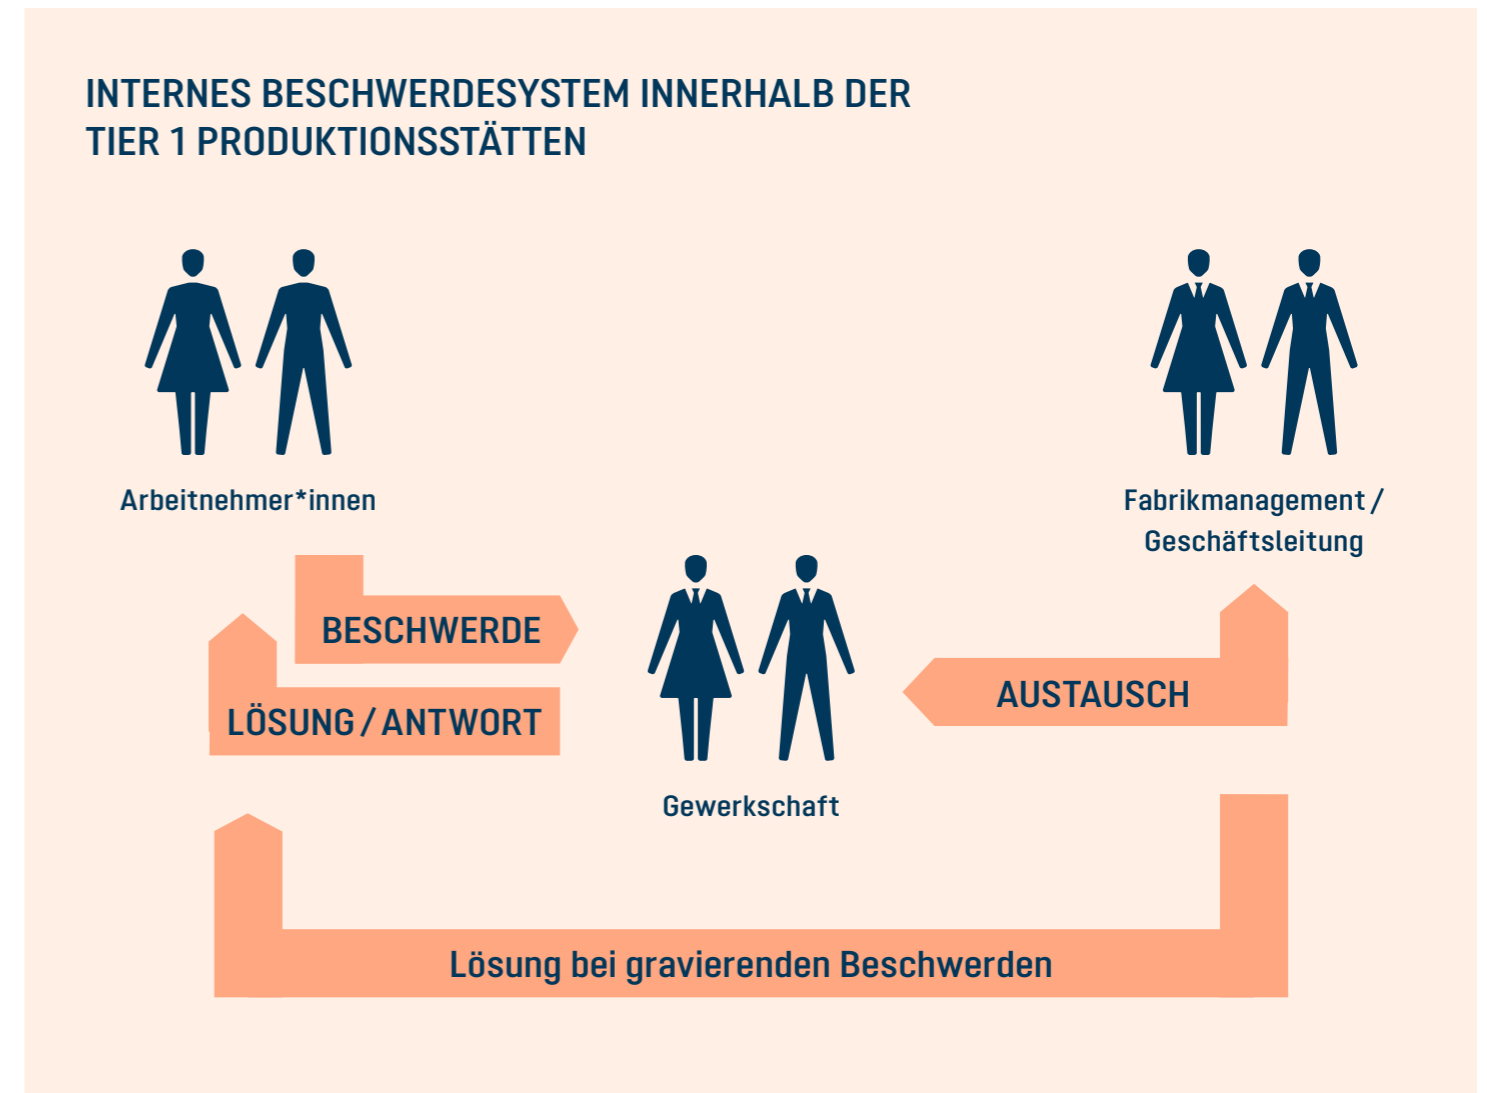 INTERNES BESCHWERDESYSTEM INNERHALB DER
TIER 1 PRODUKTIONSSTÄTTEN
Arbeitnehmer*innen
Fabrikmanagement /
Geschäftsleitung
BESCHWERDE
LÖSUNG / ANTWORT
AUSTAUSCH
Gewerkschaft
Lösung bei gravierenden Beschwerden